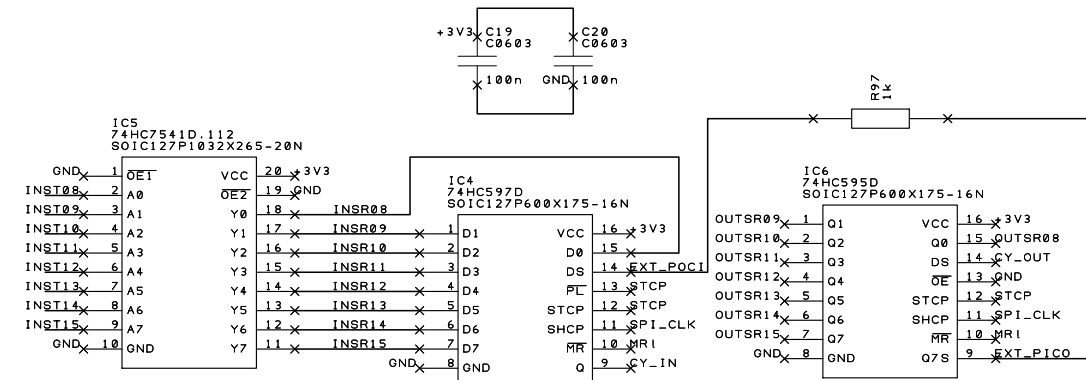 +3V3 C19 C20
C0603 C0603
100n GND 100n
R97
1k
IC5
74HC7541D.112
SOIC127P1032X265-20N
GND 1 OE1 VCC 20 +3V3
INST08 2 A0 OE2 19 GND
INST09 3 A1 Y0 18 INSR08
INST10 4 A2 Y1 17 INSR09
INST11 5 A3 Y2 16 INSR10
INST12 6 A4 Y3 15 INSR11
INST13 7 A5 Y4 14 INSR12
INST14 8 A6 Y5 13 INSR13
INST15 9 A7 Y6 12 INSR14
GND 10 GND Y7 11 INSR15
IC4
74HC597D
SOIC127P600X175-16N
1 D1 VCC 16 +3V3
2 D2 D0 15
3 D3 DS 14 EXT_POCI
4 D4 PL 13 STCP
5 D5 STCP 12 STCP
6 D6 SHCP 11 SPI_CLK
7 D7 MR 10 MR1
GND 8 GND Q 9 CY_IN
IC6
74HC595D
SOIC127P600X175-16N
OUTSR09 1 Q1 VCC 16 +3V3
OUTSR10 2 Q2 Q0 15 OUTSR08
OUTSR11 3 Q3 DS 14 CY_OUT
OUTSR12 4 Q4 OE 13 GND
OUTSR13 5 Q5 STCP 12 STCP
OUTSR14 6 Q6 SHCP 11 SPI_CLK
OUTSR15 7 Q7 MR 10 MR1
GND 8 GND Q7S 9 EXT_PICO